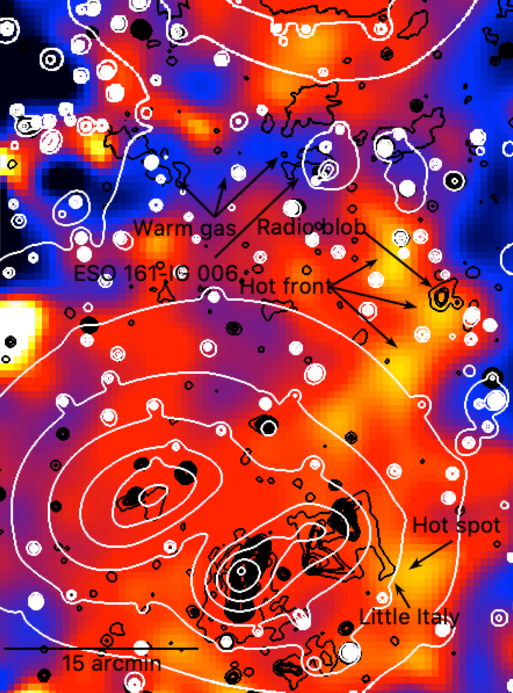 Warm gas
Radio blob
ESO 161-IG 006
Hot front
Hot spot
Little Italy
15 arcmin